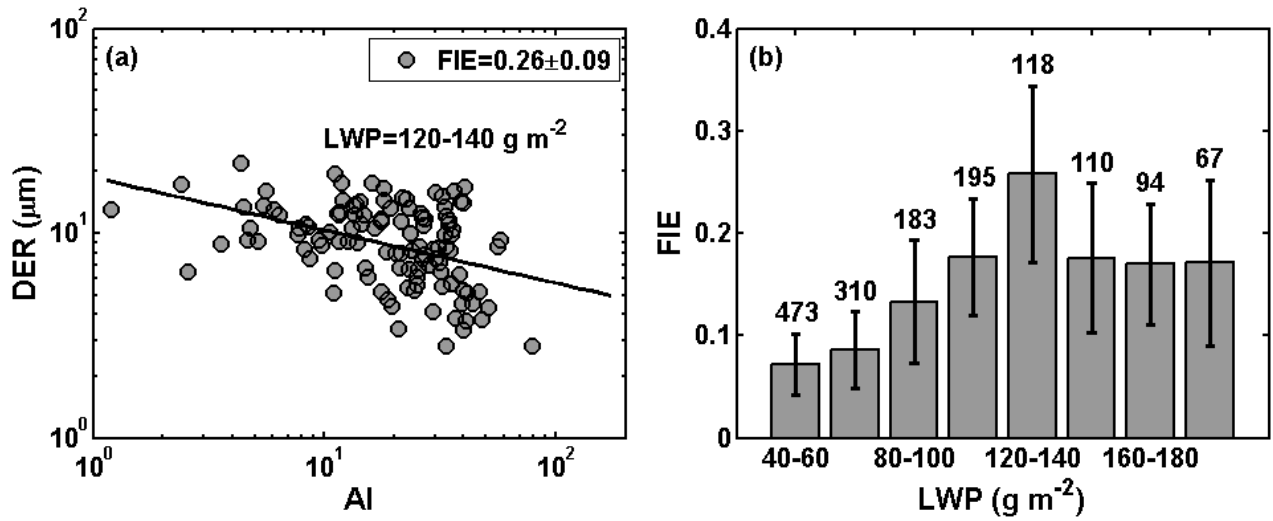 (a)
FIE=0.26±0.09
LWP=120-140 g m⁻²
DER (μm)
10²
10¹
10⁰
10⁰ 10¹ 10²
AI
(b)
FIE
0.4
0.3
0.2
0.1
0
473 310 183 195 118 110 94 67
40-60 80-100 120-140 160-180
LWP (g m⁻²)